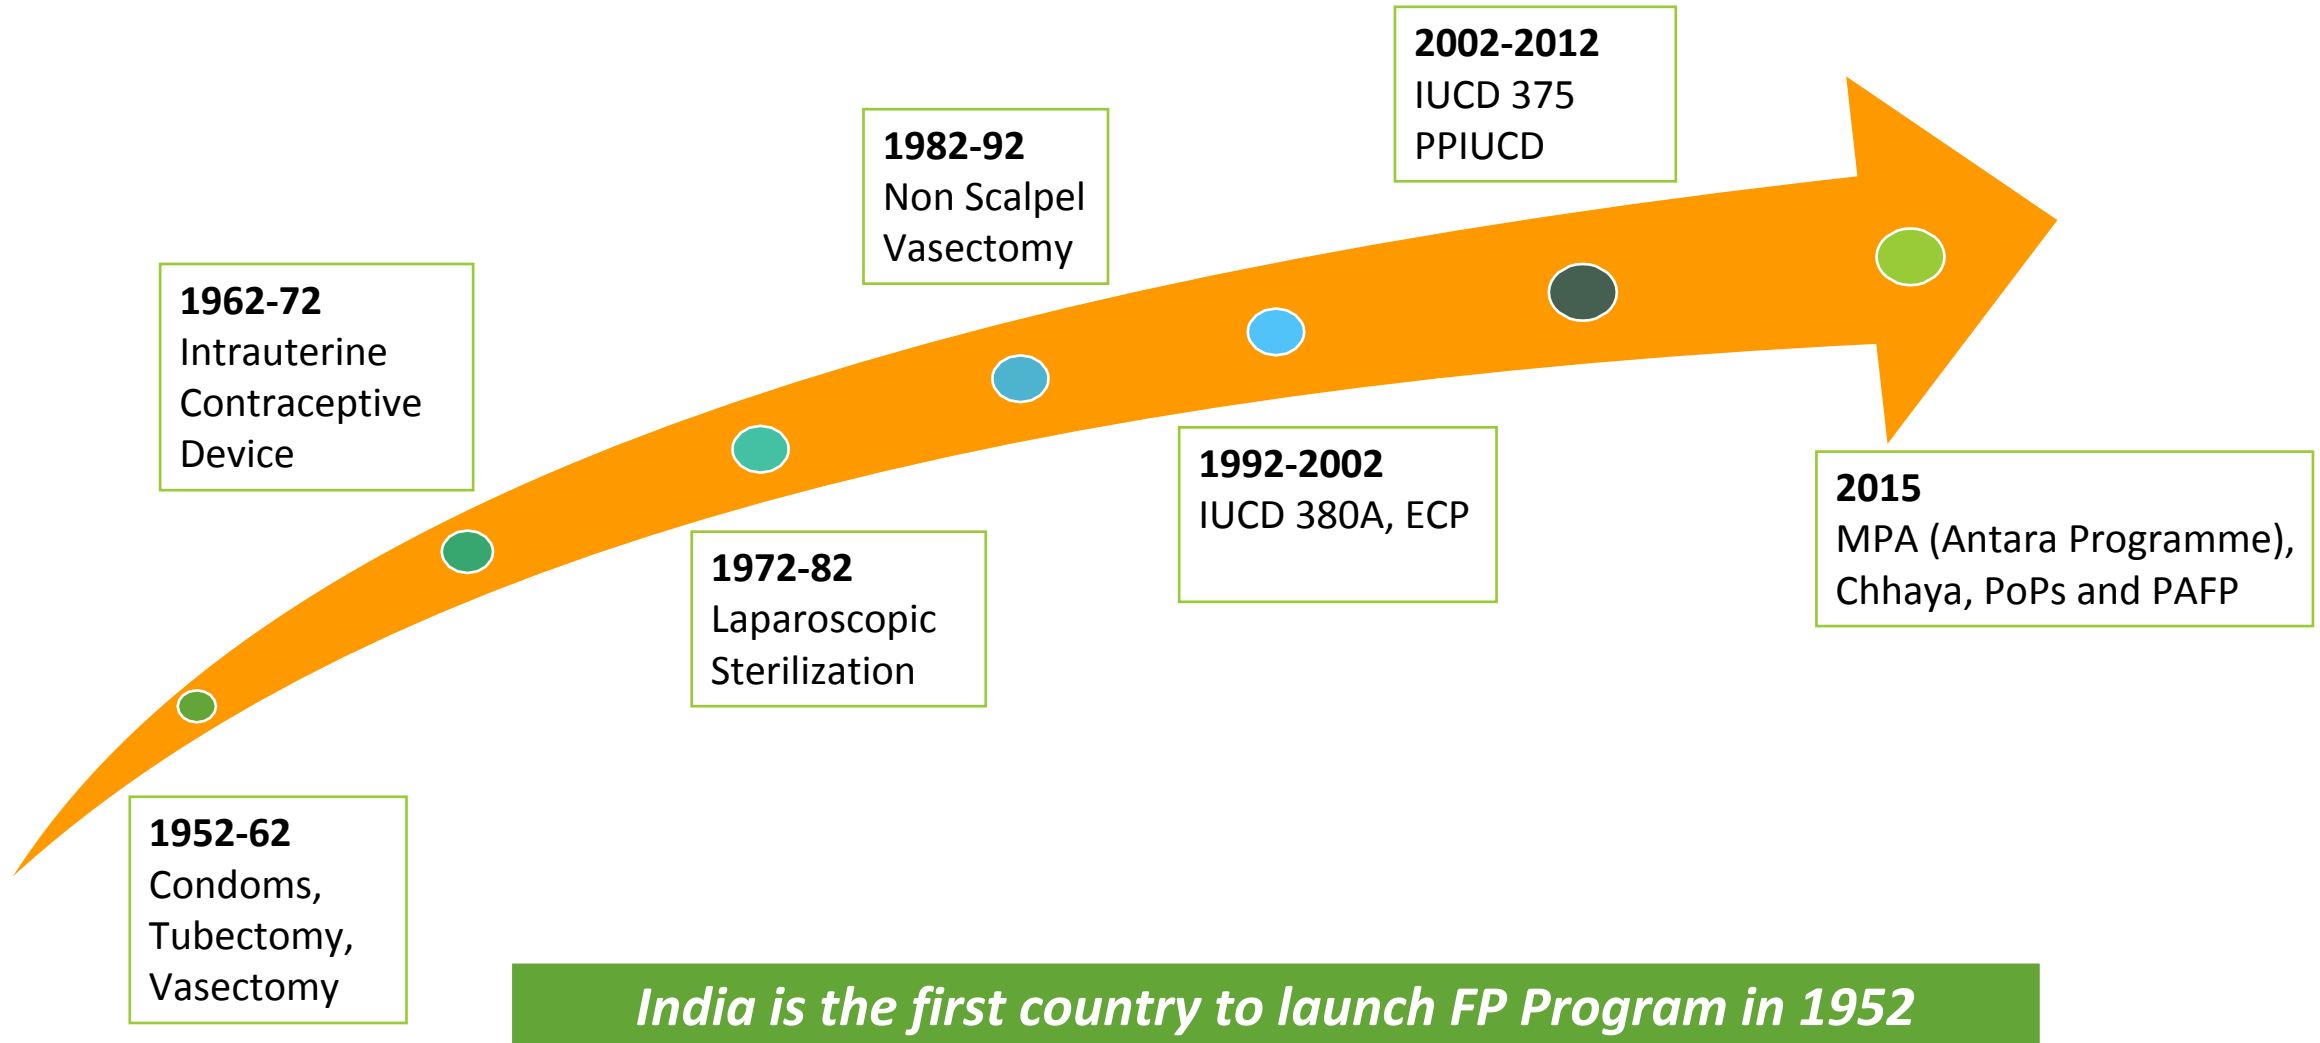 1952-62
Condoms,
Tubectomy,
Vasectomy
1962-72
Intrauterine
Contraceptive
Device
1972-82
Laparoscopic
Sterilization
1982-92
Non Scalpel
Vasectomy
1992-2002
IUCD 380A, ECP
2002-2012
IUCD 375
PPIUCD
2015
MPA (Antara Programme),
Chhaya, PoPs and PAFP
India is the first country to launch FP Program in 1952